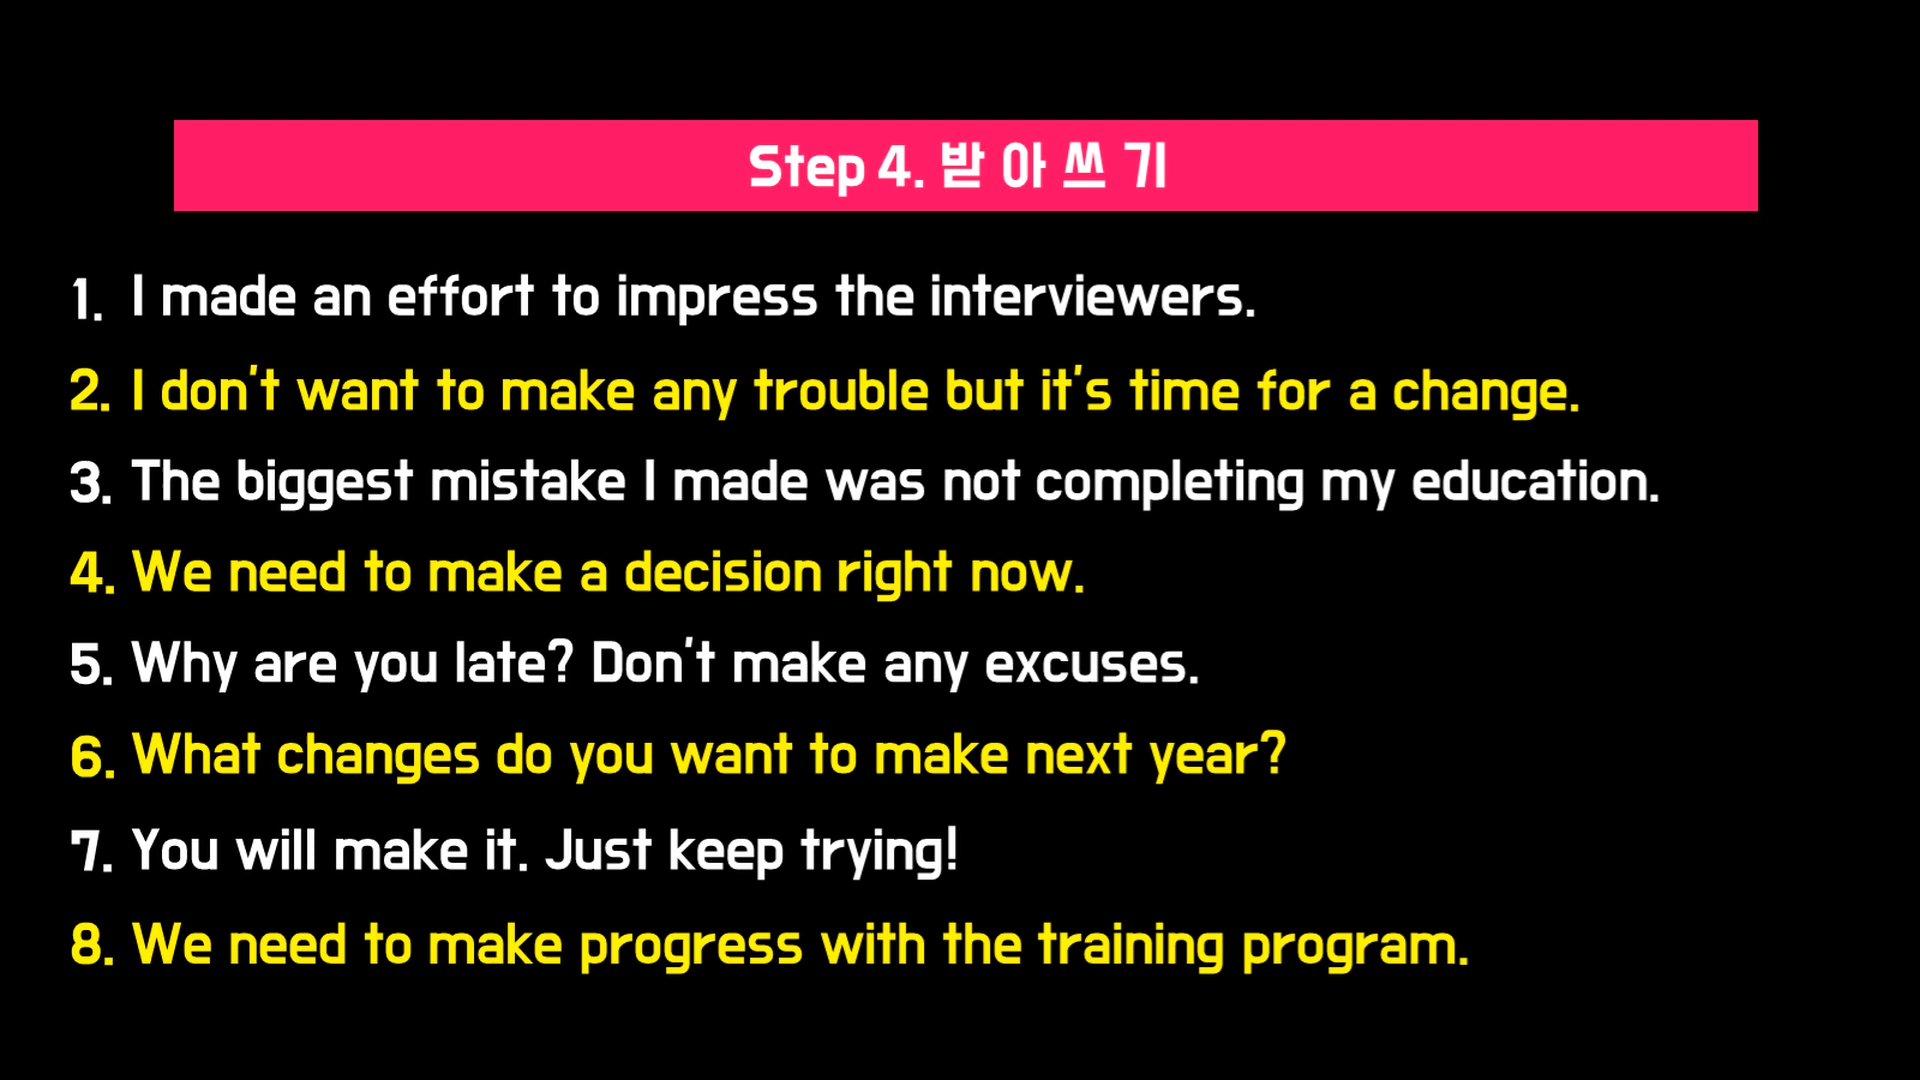 Step 4. 받 아 쓰 기
1. I made an effort to impress the interviewers.
2. I don't want to make any trouble but it's time for a change.
3. The biggest mistake I made was not completing my education.
4. We need to make a decision right now.
5. Why are you late? Don't make any excuses.
6. What changes do you want to make next year?
7. You will make it. Just keep trying!
8. We need to make progress with the training program.